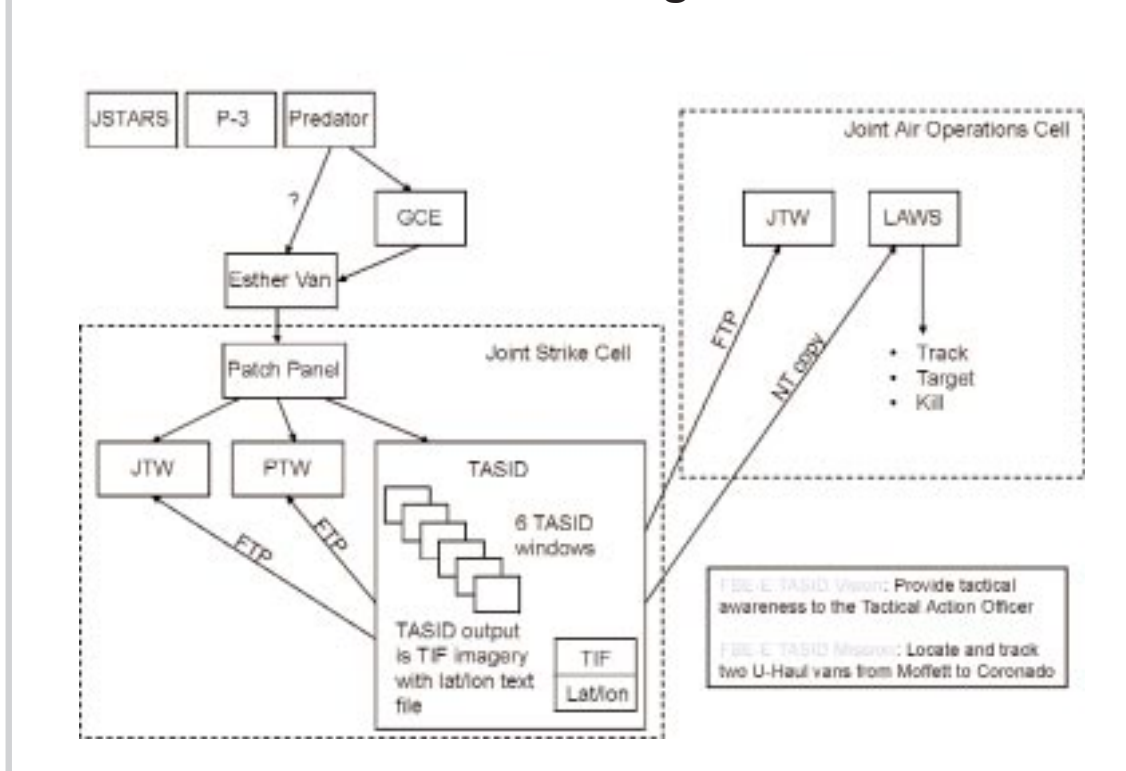 JSTARS
P-3
Predator
?
GCE
Esther Van
Joint Strike Cell
Patch Panel
JTW
PTW
FTP
FTP
TASID
6 TASID
windows
TASID output
is TIF imagery
with lat/lon text
file
TIF
Lat/lon
FTP
NT copy
Joint Air Operations Cell
JTW
LAWS
• Track
• Target
• Kill
FBE-E TASID Vision: Provide tactical
awareness to the Tactical Action Officer
FBE-E TASID Mission: Locate and track
two U-Haul vans from Moffett to Coronado